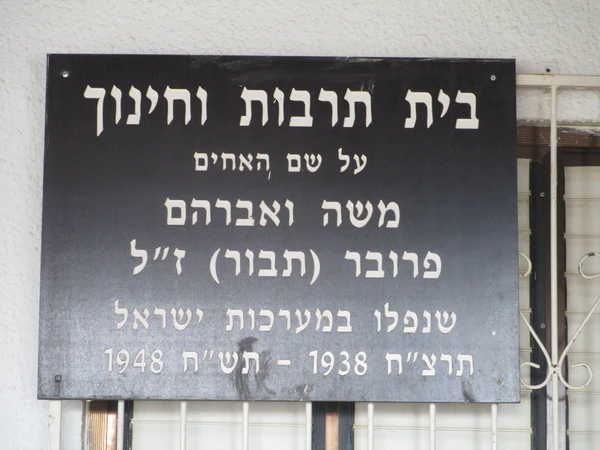 בית תרבות וחינוך
על שם האחים
משה ואברהם
פרובר (תבור) ז״ל
שנפלו במערכות ישראל
תרצ״ח 1938 - תש״ח 1948